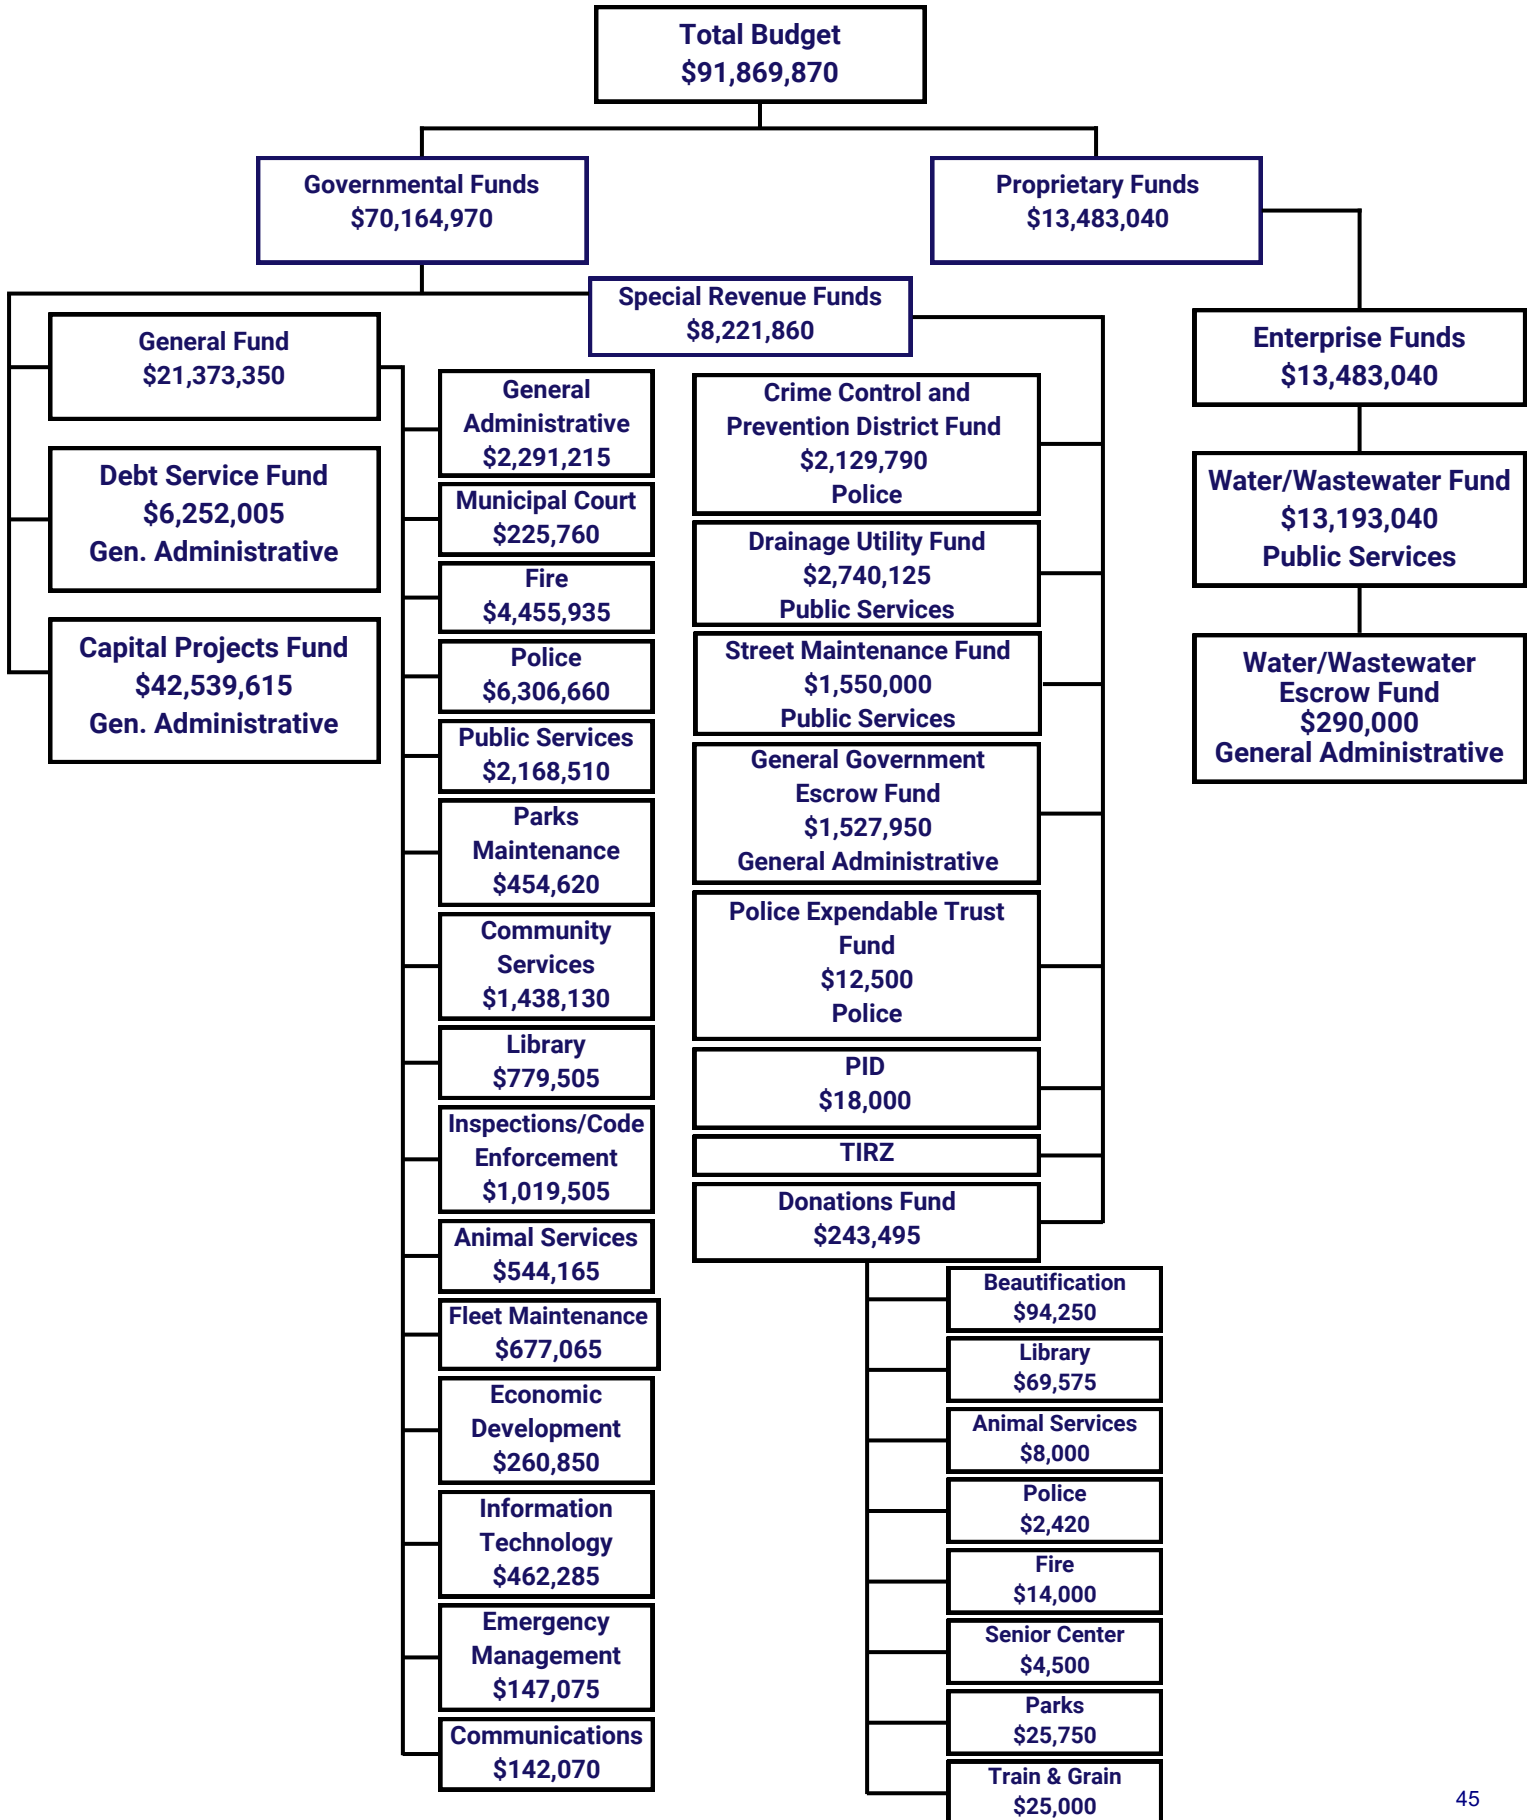 Total Budget
$91,869,870
Governmental Funds
$70,164,970
Proprietary Funds
$13,483,040
Special Revenue Funds
$8,221,860
General Fund
$21,373,350
Debt Service Fund
$6,252,005
Gen. Administrative
Capital Projects Fund
$42,539,615
Gen. Administrative
General
Administrative
$2,291,215
Municipal Court
$225,760
Fire
$4,455,935
Police
$6,306,660
Public Services
$2,168,510
Parks
Maintenance
$454,620
Community
Services
$1,438,130
Library
$779,505
Inspections/Code
Enforcement
$1,019,505
Animal Services
$544,165
Fleet Maintenance
$677,065
Economic
Development
$260,850
Information
Technology
$462,285
Emergency
Management
$147,075
Communications
$142,070
Crime Control and
Prevention District Fund
$2,129,790
Police
Drainage Utility Fund
$2,740,125
Public Services
Street Maintenance Fund
$1,550,000
Public Services
General Government
Escrow Fund
$1,527,950
General Administrative
Police Expendable Trust
Fund
$12,500
Police
PID
$18,000
TIRZ
Donations Fund
$243,495
Beautification
$94,250
Library
$69,575
Animal Services
$8,000
Police
$2,420
Fire
$14,000
Senior Center
$4,500
Parks
$25,750
Train & Grain
$25,000
Enterprise Funds
$13,483,040
Water/Wastewater Fund
$13,193,040
Public Services
Water/Wastewater
Escrow Fund
$290,000
General Administrative
45